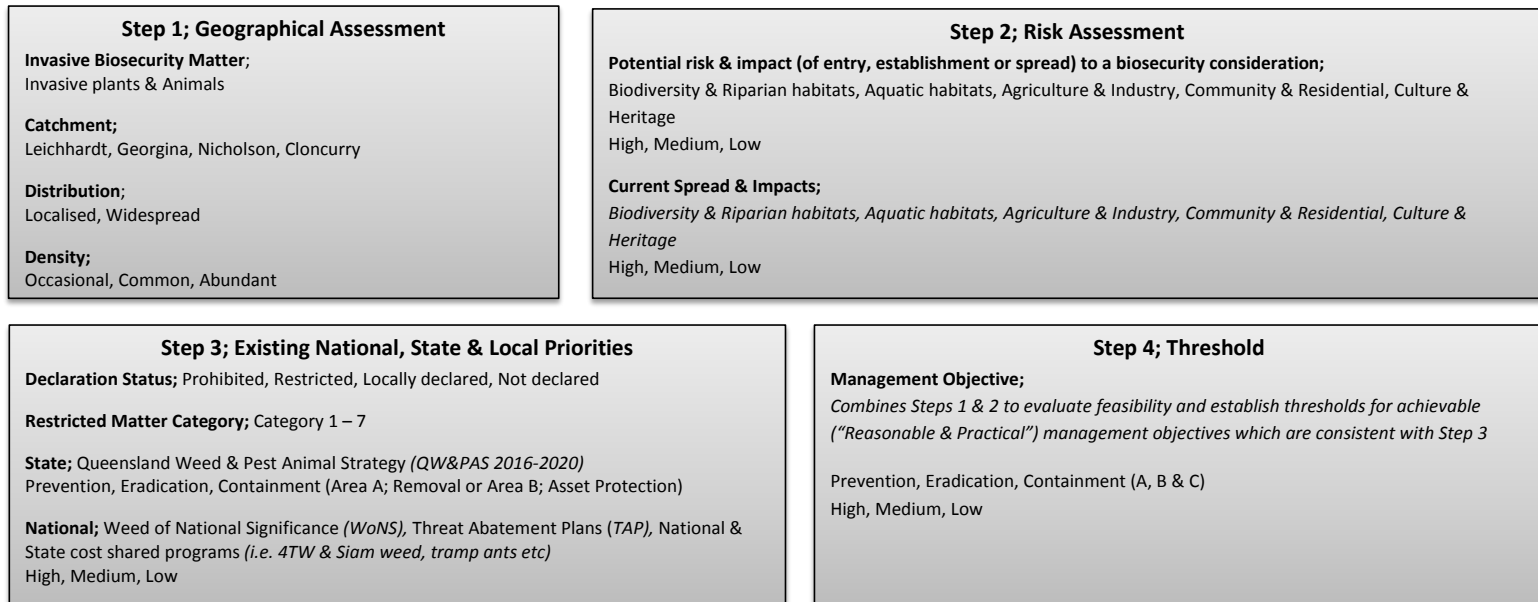 Step 1; Geographical Assessment
Invasive Biosecurity Matter;
Invasive plants & Animals
Catchment;
Leichhardt, Georgina, Nicholson, Cloncurry
Distribution;
Localised, Widespread
Density;
Occasional, Common, Abundant
Step 2; Risk Assessment
Potential risk & impact (of entry, establishment or spread) to a biosecurity consideration;
Biodiversity & Riparian habitats, Aquatic habitats, Agriculture & Industry, Community & Residential, Culture &
Heritage
High, Medium, Low
Current Spread & Impacts;
Biodiversity & Riparian habitats, Aquatic habitats, Agriculture & Industry, Community & Residential, Culture &
Heritage
High, Medium, Low
Step 3; Existing National, State & Local Priorities
Declaration Status; Prohibited, Restricted, Locally declared, Not declared
Restricted Matter Category; Category 1 – 7
State; Queensland Weed & Pest Animal Strategy (QW&PAS 2016-2020)
Prevention, Eradication, Containment (Area A; Removal or Area B; Asset Protection)
National; Weed of National Significance (WoNS), Threat Abatement Plans (TAP), National &
State cost shared programs (i.e. 4TW & Siam weed, tramp ants etc)
High, Medium, Low
Step 4; Threshold
Management Objective;
Combines Steps 1 & 2 to evaluate feasibility and establish thresholds for achievable
(“Reasonable & Practical”) management objectives which are consistent with Step 3
Prevention, Eradication, Containment (A, B & C)
High, Medium, Low